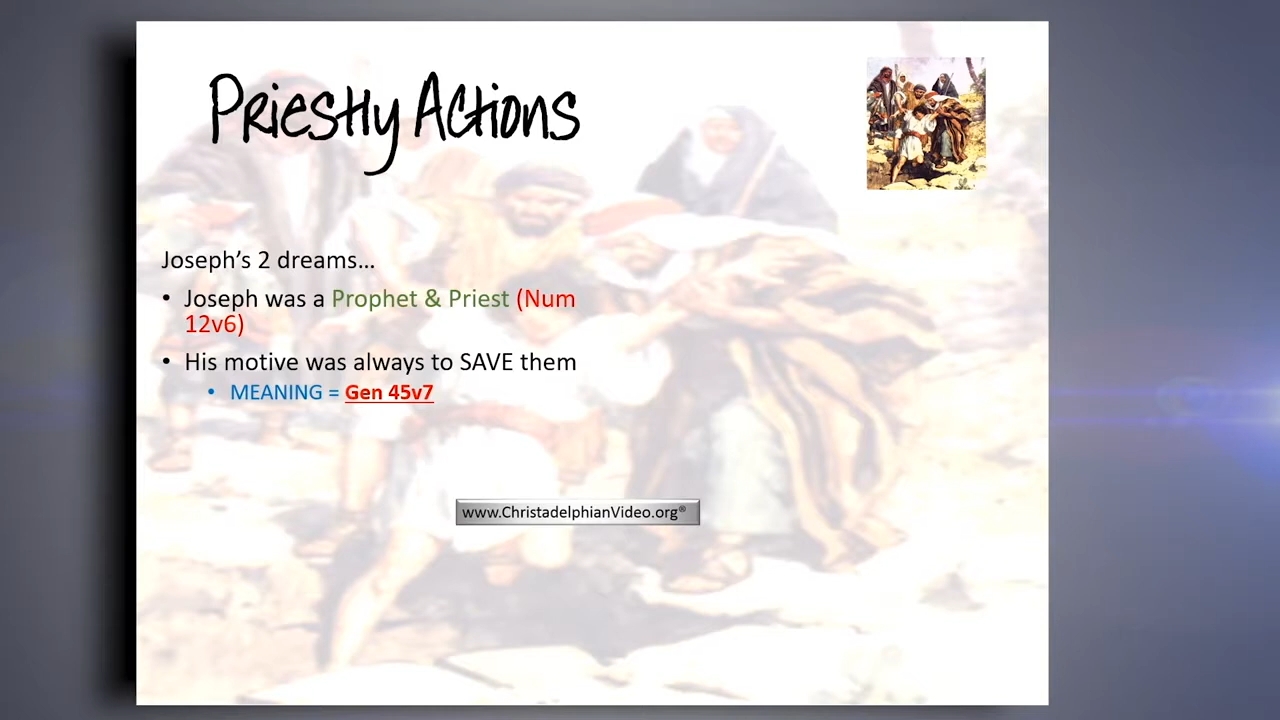 Priestly Actions
Joseph’s 2 dreams…
• Joseph was a Prophet & Priest (Num
12v6)
• His motive was always to SAVE them
• MEANING = Gen 45v7
www.ChristadelphianVideo.org®